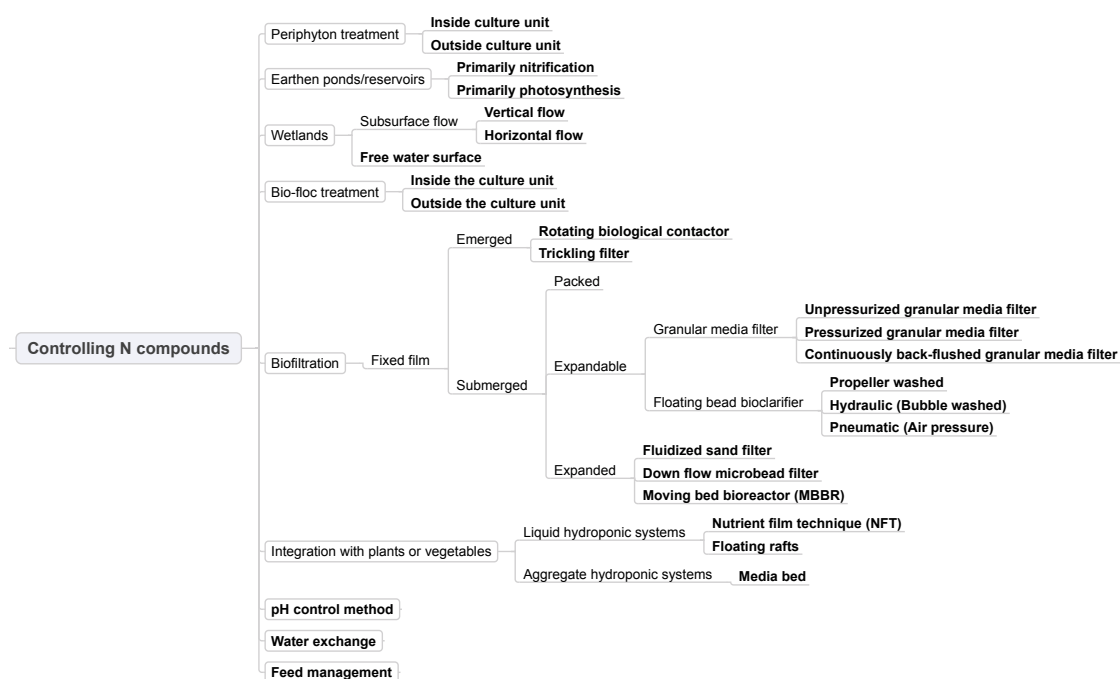 Inside culture unit
Periphyton treatment
Outside culture unit
Primarily nitrification
Earthen ponds/reservoirs
Primarily photosynthesis
Vertical flow
Subsurface flow
Horizontal flow
Wetlands
Free water surface
Inside the culture unit
Bio-floc treatment
Outside the culture unit
Rotating biological contactor
Emerged
Trickling filter
Packed
Unpressurized granular media filter
Granular media filter
Pressurized granular media filter
Continuously back-flushed granular media filter
Controlling N compounds
Biofiltration
Fixed film
Expandable
Submerged
Propeller washed
Floating bead bioclarifier
Hydraulic (Bubble washed)
Pneumatic (Air pressure)
Fluidized sand filter
Expanded
Down flow microbead filter
Moving bed bioreactor (MBBR)
Nutrient film technique (NFT)
Liquid hydroponic systems
Floating rafts
Integration with plants or vegetables
Aggregate hydroponic systems
Media bed
pH control method
Water exchange
Feed management